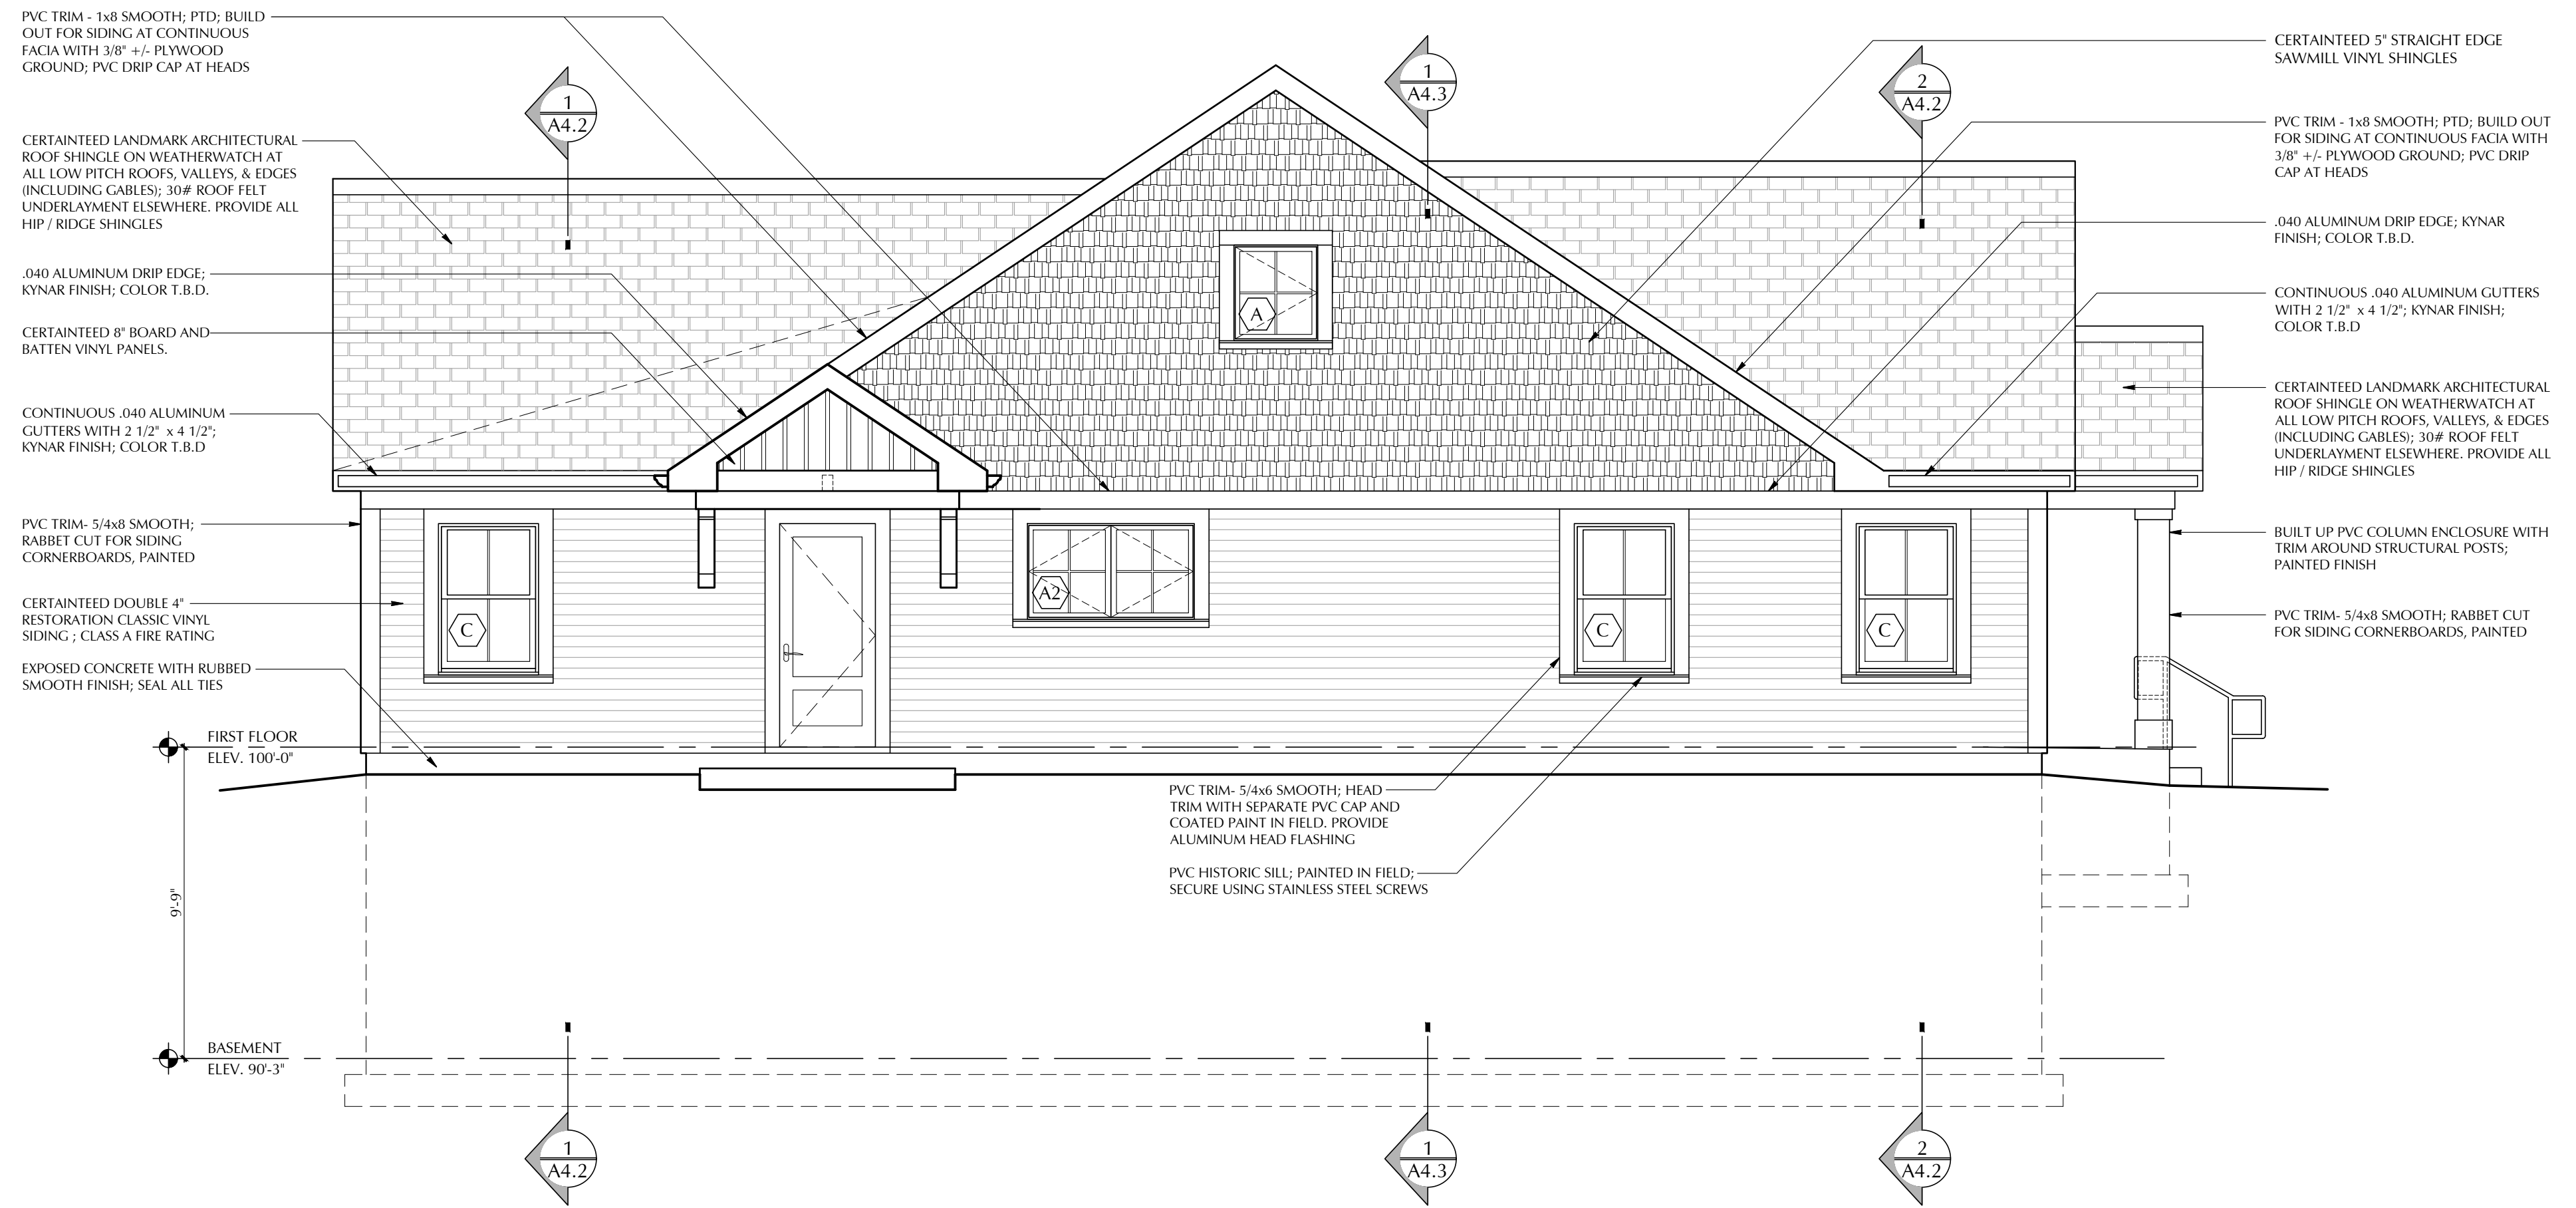 PVC TRIM - 1x8 SMOOTH; PTD; BUILD
OUT FOR SIDING AT CONTINUOUS
FACIA WITH 3/8" +/- PLYWOOD
GROUND; PVC DRIP CAP AT HEADS
CERTAINTEED LANDMARK ARCHITECTURAL
ROOF SHINGLE ON WEATHERWATCH AT
ALL LOW PITCH ROOFS, VALLEYS, & EDGES
(INCLUDING GABLES); 30# ROOF FELT
UNDERLAYMENT ELSEWHERE. PROVIDE ALL
HIP / RIDGE SHINGLES
.040 ALUMINUM DRIP EDGE;
KYNAR FINISH; COLOR T.B.D.
CERTAINTEED 8" BOARD AND
BATTEN VINYL PANELS.
CONTINUOUS .040 ALUMINUM
GUTTERS WITH 2 1/2" x 4 1/2";
KYNAR FINISH; COLOR T.B.D
PVC TRIM- 5/4x8 SMOOTH;
RABBET CUT FOR SIDING
CORNERBOARDS, PAINTED
CERTAINTEED DOUBLE 4"
RESTORATION CLASSIC VINYL
SIDING ; CLASS A FIRE RATING
EXPOSED CONCRETE WITH RUBBED
SMOOTH FINISH; SEAL ALL TIES
FIRST FLOOR
ELEV. 100'-0"
9'-9"
BASEMENT
ELEV. 90'-3"
1
A4.2
1
A4.3
2
A4.2
A
C
A2
C
C
PVC TRIM- 5/4x6 SMOOTH; HEAD
TRIM WITH SEPARATE PVC CAP AND
COATED PAINT IN FIELD. PROVIDE
ALUMINUM HEAD FLASHING
PVC HISTORIC SILL; PAINTED IN FIELD;
SECURE USING STAINLESS STEEL SCREWS
1
A4.2
1
A4.3
2
A4.2
CERTAINTEED 5" STRAIGHT EDGE
SAWMILL VINYL SHINGLES
PVC TRIM - 1x8 SMOOTH; PTD; BUILD OUT
FOR SIDING AT CONTINUOUS FACIA WITH
3/8" +/- PLYWOOD GROUND; PVC DRIP
CAP AT HEADS
.040 ALUMINUM DRIP EDGE; KYNAR
FINISH; COLOR T.B.D.
CONTINUOUS .040 ALUMINUM GUTTERS
WITH 2 1/2" x 4 1/2"; KYNAR FINISH;
COLOR T.B.D
CERTAINTEED LANDMARK ARCHITECTURAL
ROOF SHINGLE ON WEATHERWATCH AT
ALL LOW PITCH ROOFS, VALLEYS, & EDGES
(INCLUDING GABLES); 30# ROOF FELT
UNDERLAYMENT ELSEWHERE. PROVIDE ALL
HIP / RIDGE SHINGLES
BUILT UP PVC COLUMN ENCLOSURE WITH
TRIM AROUND STRUCTURAL POSTS;
PAINTED FINISH
PVC TRIM- 5/4x8 SMOOTH; RABBET CUT
FOR SIDING CORNERBOARDS, PAINTED